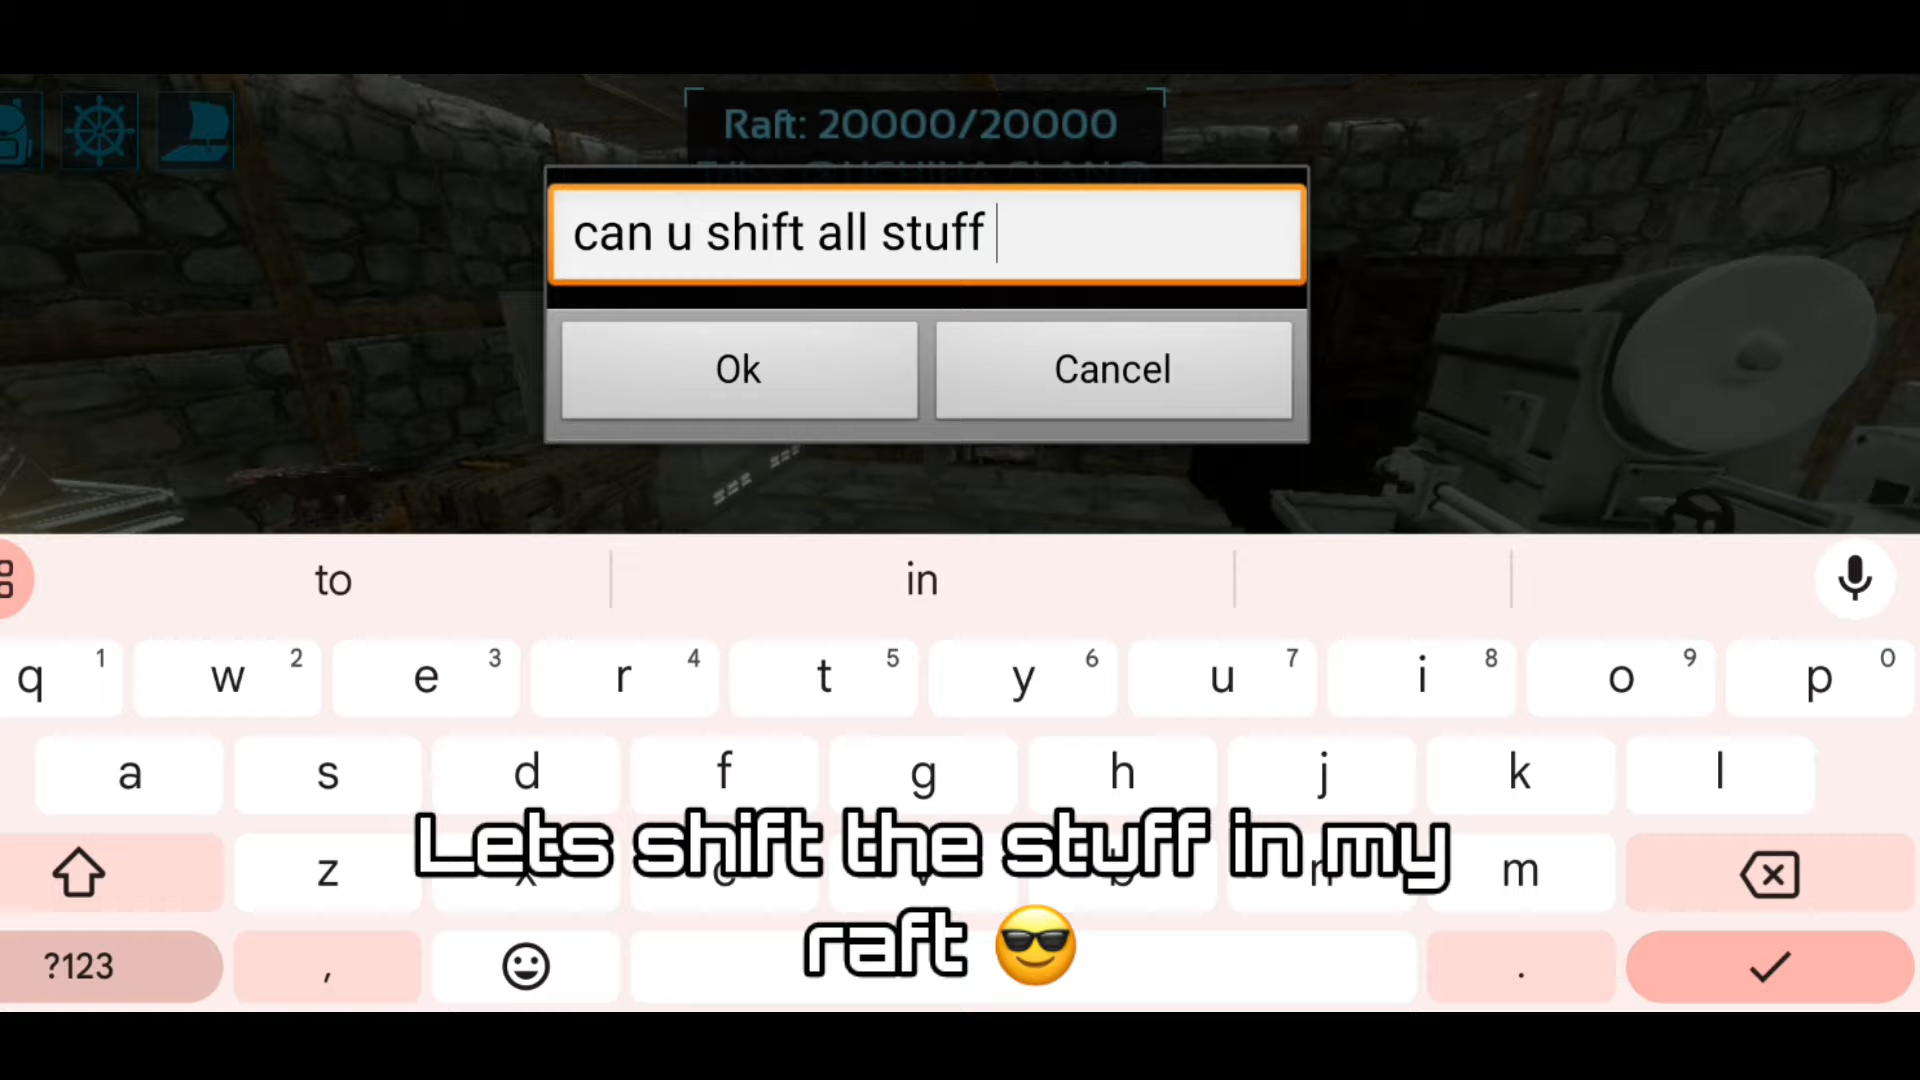 Raft: 20000/20000
can u shift all stuff
Ok
Cancel
to
in
q 1 w 2 e 3 r 4 t 5 y 6 u 7 i 8 o 9 p 0
a s d f g h j k l
Lets shift the stuff in my
z m
raft 😎
?123 , .